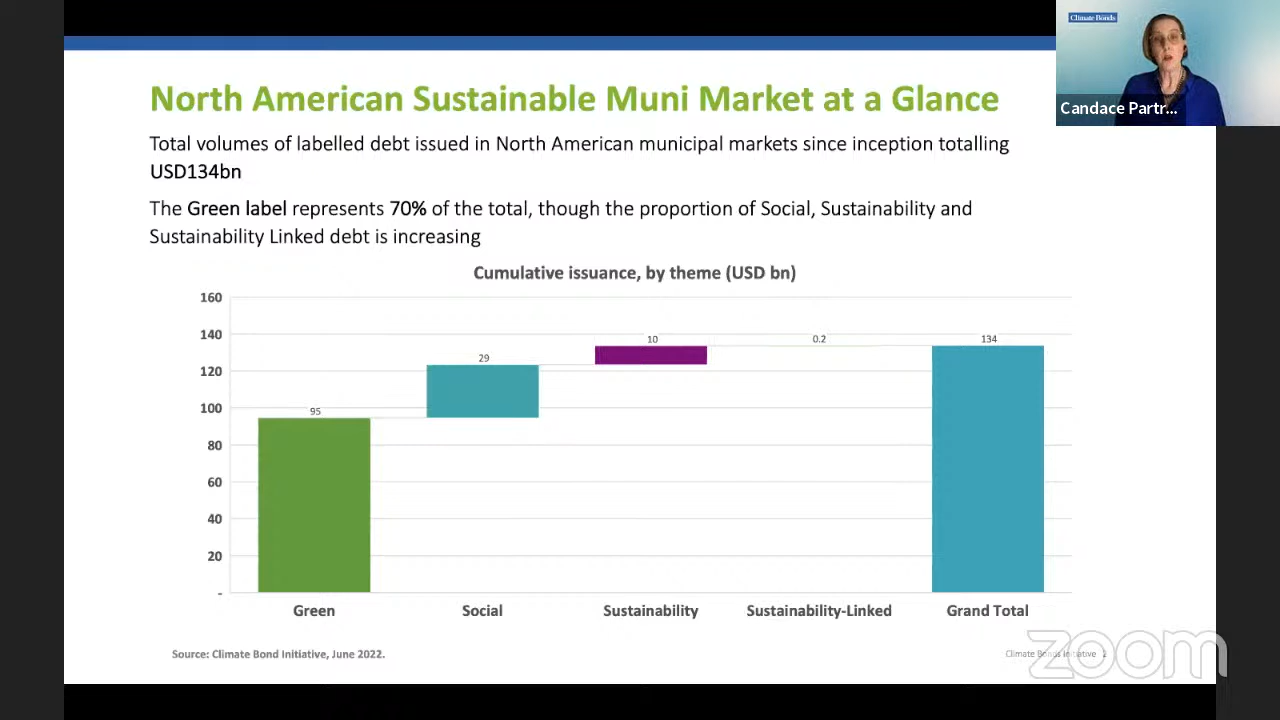 Climate Bonds
Candace Partr...
North American Sustainable Muni Market at a Glance
Total volumes of labelled debt issued in North American municipal markets since inception totalling
USD134bn
The Green label represents 70% of the total, though the proportion of Social, Sustainability and
Sustainability Linked debt is increasing
Cumulative issuance, by theme (USD bn)
160
140
120
100
80
60
40
20
-
95
29
10
0.2
134
Green
Social
Sustainability
Sustainability-Linked
Grand Total
Source: Climate Bond Initiative, June 2022.
Climate Bonds Initiative 2
zoom